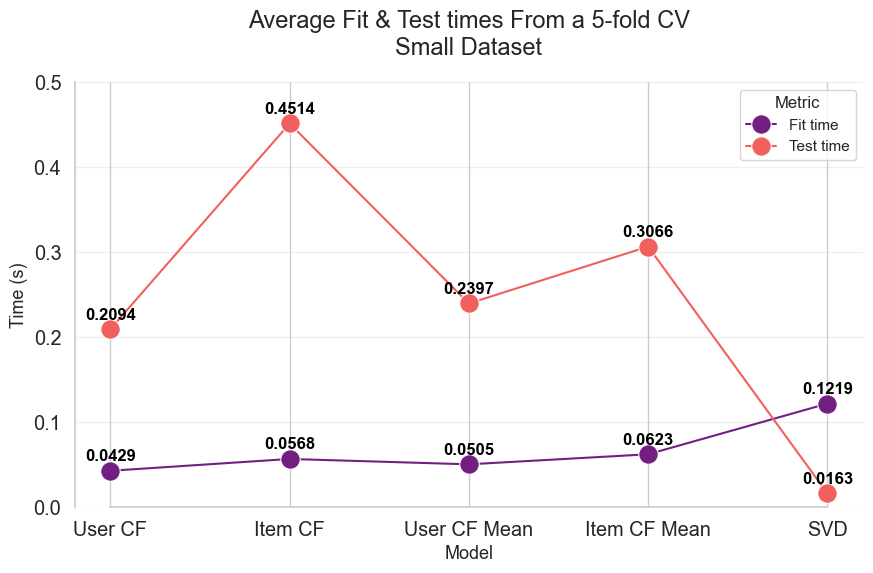 Average Fit & Test times From a 5-fold CV
Small Dataset
Time (s)
0.5
0.4
0.3
0.2
0.1
0.0
Metric
Fit time
Test time
0.2094
0.4514
0.2397
0.3066
0.0163
0.0429
0.0568
0.0505
0.0623
0.1219
User CF
Item CF
User CF Mean
Item CF Mean
SVD
Model